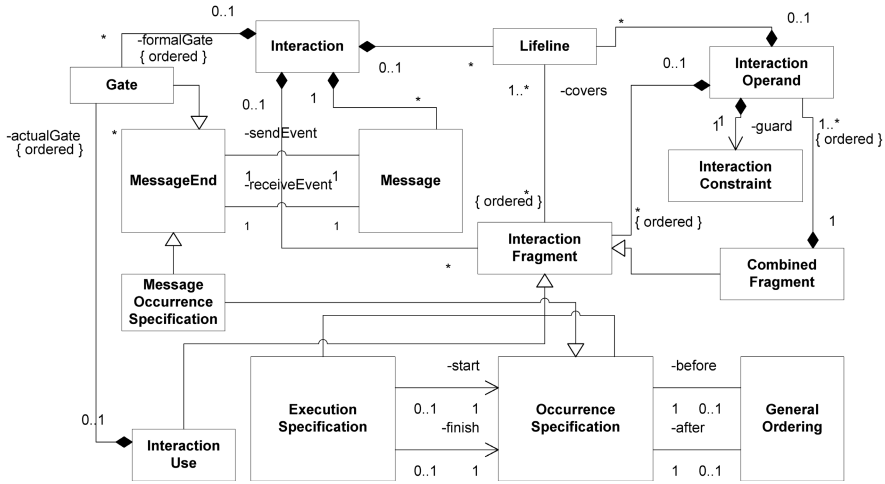 0..1
-formalGate
*
{ ordered }
Gate
Interaction
0..1
*
Lifeline
*
0..1
Interaction
Operand
0..1
0..1
1
*
1..*
-covers
-actualGate
{ ordered }
*
-sendEvent
MessageEnd
1
1
-receiveEvent
1
1
Message
1
1
-guard
1..*
{ ordered }
Interaction
Constraint
*
{ ordered }
*
{ ordered }
1
Interaction
Fragment
*
Combined
Fragment
Message
Occurrence
Specification
Execution
Specification
-start
0..1
1
-finish
0..1
1
Occurrence
Specification
-before
1
0..1
-after
1
0..1
General
Ordering
0..1
Interaction
Use